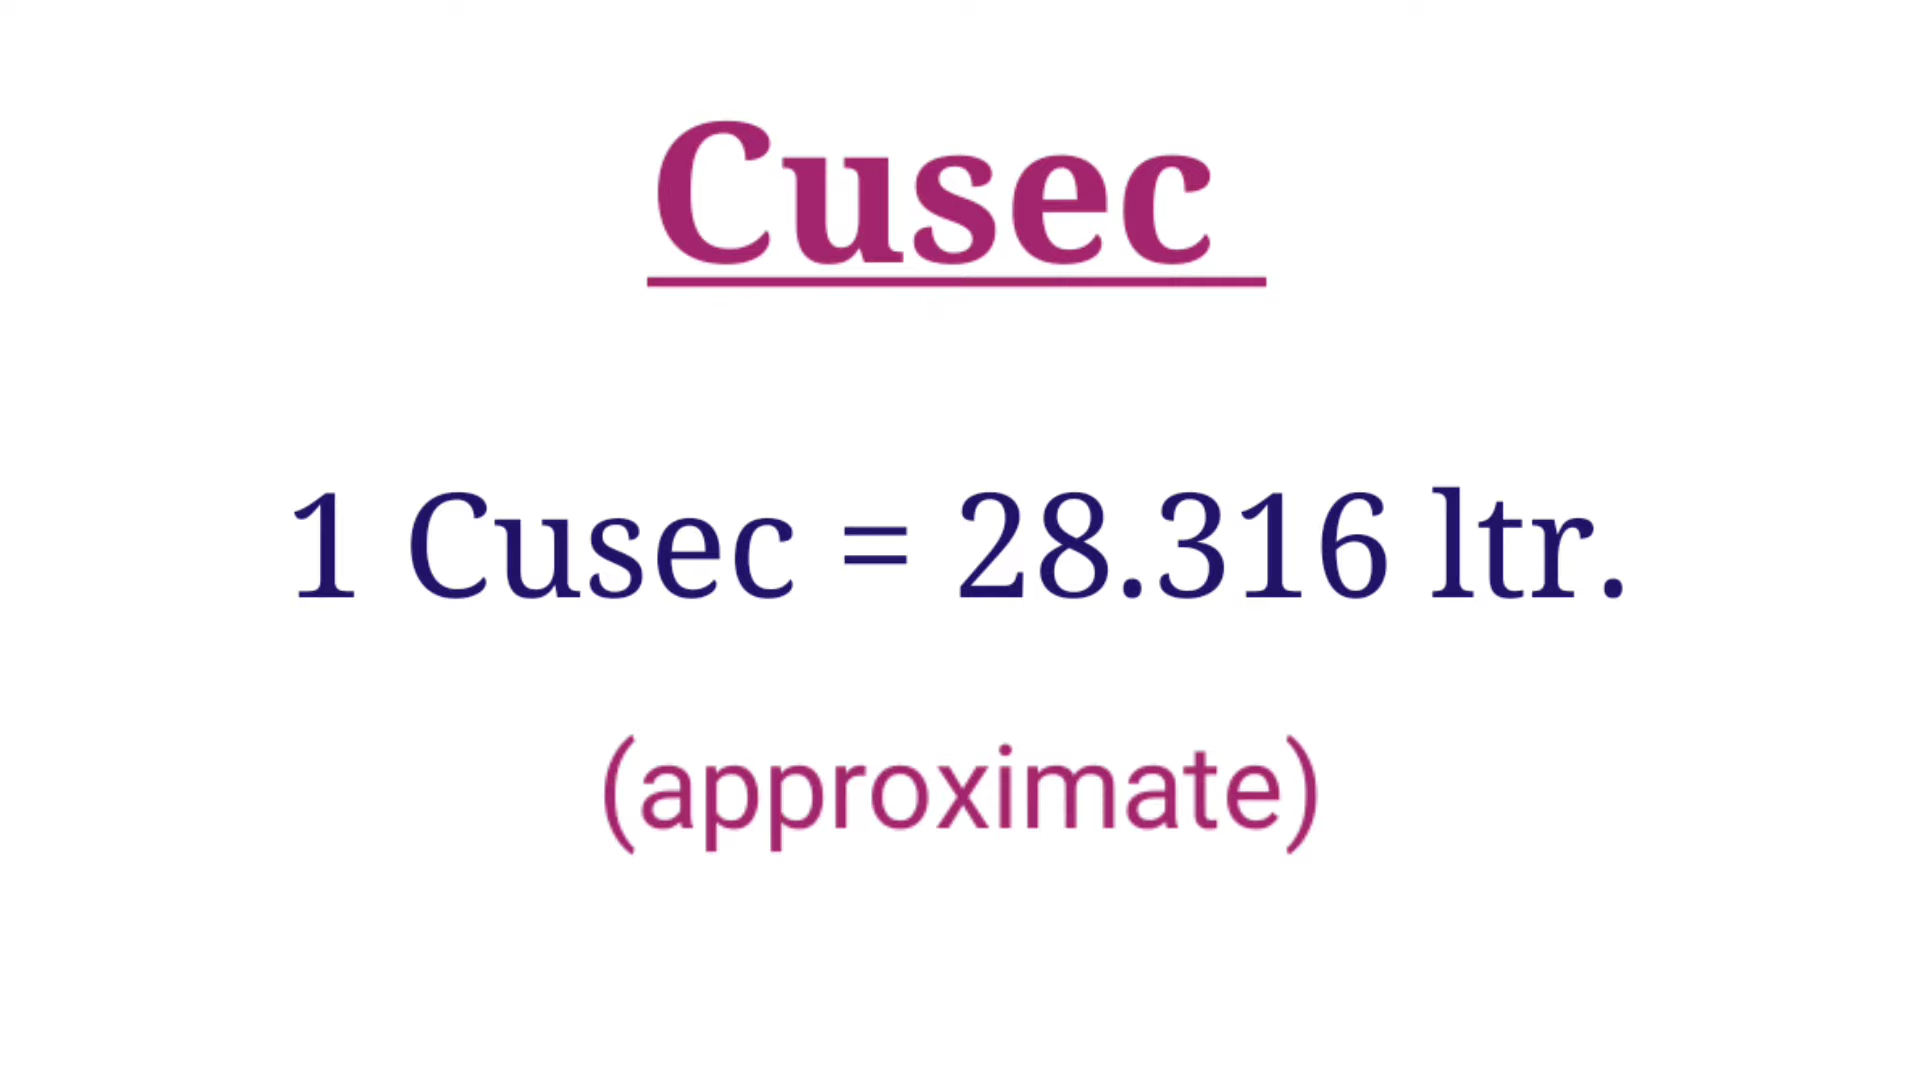 Cusec
1 Cusec = 28.316 ltr.
(approximate)